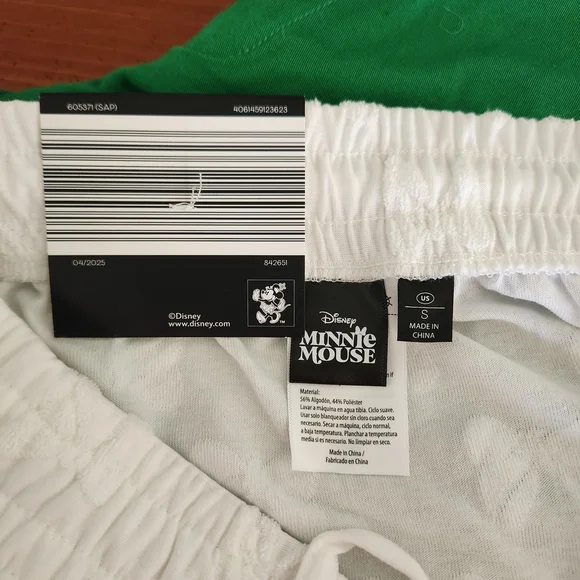 605371 (SAP) 4061459123623
04/2025 842651
©Disney
www.disney.com
™
Disney
MINNIE
MOUSE
US
S
MADE IN
CHINA
if
Material:
56% Algodón, 44% Poliéster
Lavar a máquina en agua tibia. Ciclo suave.
Usar solo blanqueador sin cloro cuando sea
necesario. Secar a máquina, ciclo normal,
a baja temperatura. Planchar a temperatura
media si es necesario. No limpiar en seco.
Made in China /
Fabricado en China